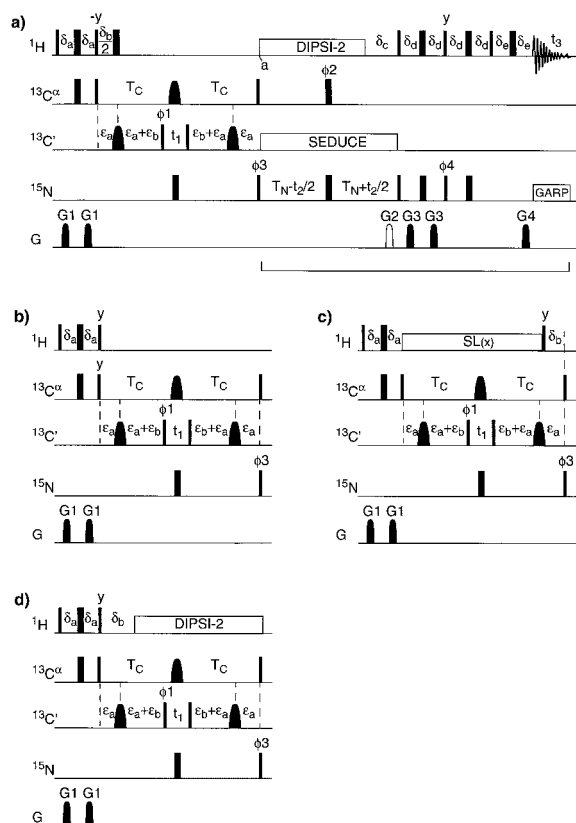 a)
-y
y
¹H
δa
δa
δb
2
DIPSI-2
δc
δd
δd
δd
δd
δe
δe
t3
a
ϕ2
¹³Cα
TC
TC
ϕ1
¹³C'
εa
εa+εb
t1
εb+εa
εa
SEDUCE
ϕ3
ϕ4
¹⁵N
TN-t2/2
TN+t2/2
GARP
G1 G1
G2 G3 G3
G4
G
b)
y
¹H
δa
δa
y
¹³Cα
TC
TC
ϕ1
¹³C'
εa
εa+εb
t1
εb+εa
εa
ϕ3
¹⁵N
G1 G1
G
c)
y
¹H
δa
δa
SL(x)
δb
¹³Cα
TC
TC
ϕ1
¹³C'
εa
εa+εb
t1
εb+εa
εa
ϕ3
¹⁵N
G1 G1
G
d)
y
¹H
δa
δa
δb
DIPSI-2
¹³Cα
TC
TC
ϕ1
¹³C'
εa
εa+εb
t1
εb+εa
εa
ϕ3
¹⁵N
G1 G1
G